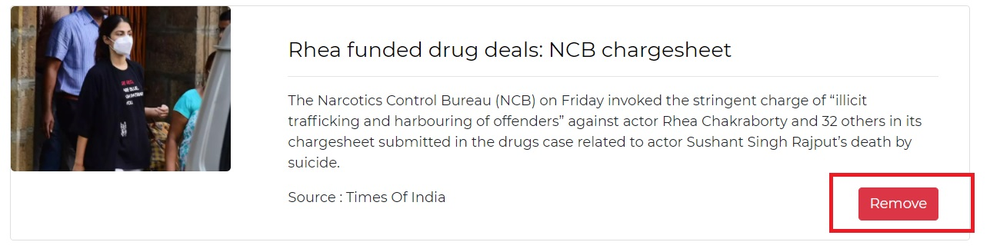 Rhea funded drug deals: NCB chargesheet
The Narcotics Control Bureau (NCB) on Friday invoked the stringent charge of “illicit
trafficking and harbouring of offenders” against actor Rhea Chakraborty and 32 others in its
chargesheet submitted in the drugs case related to actor Sushant Singh Rajput’s death by
suicide.
Source : Times Of India
Remove